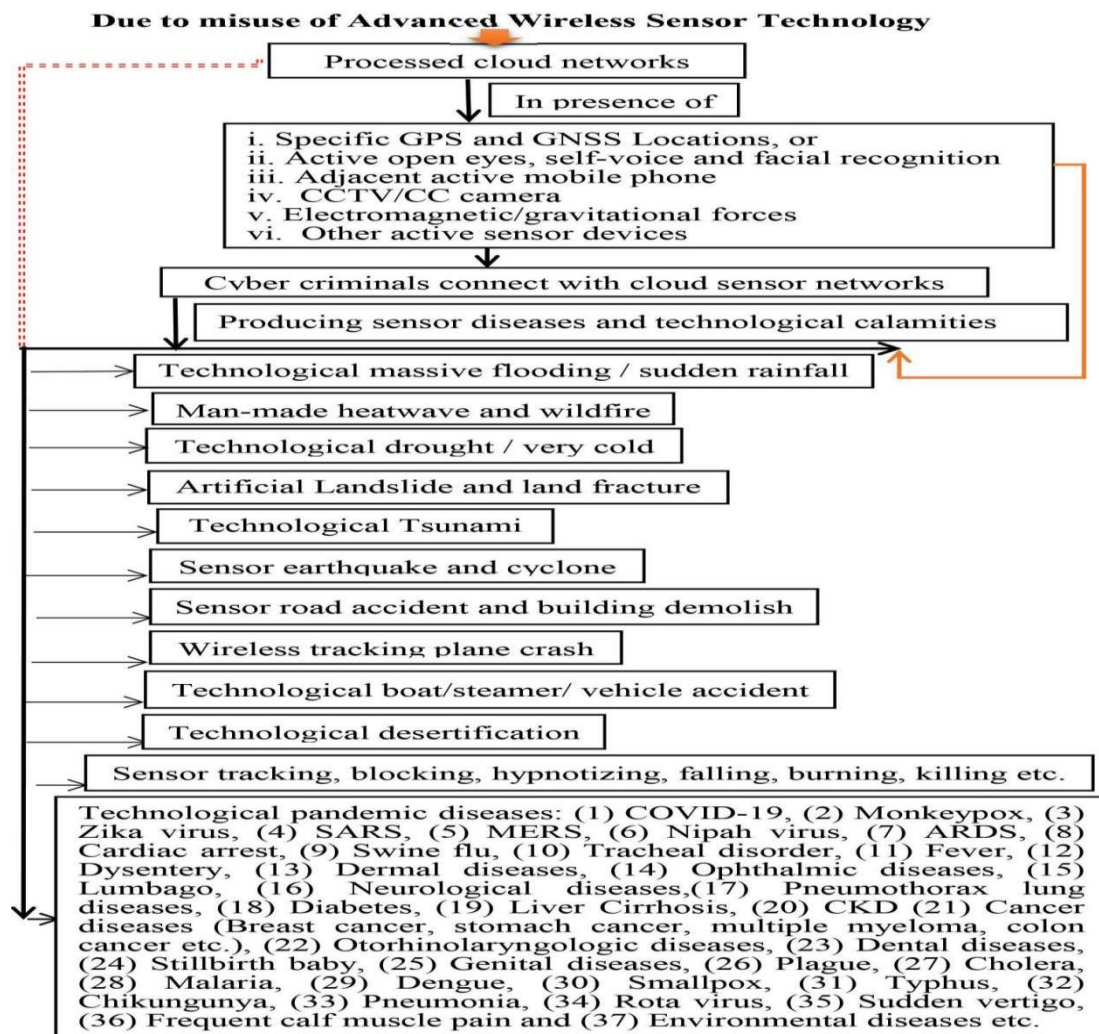 Due to misuse of Advanced Wireless Sensor Technology
Processed cloud networks
In presence of
i. Specific GPS and GNSS Locations, or
ii. Active open eyes, self-voice and facial recognition
iii. Adjacent active mobile phone
iv. CCTV/CC camera
v. Electromagnetic/gravitational forces
vi. Other active sensor devices
Cyber criminals connect with cloud sensor networks
Producing sensor diseases and technological calamities
Technological massive flooding / sudden rainfall
Man-made heatwave and wildfire
Technological drought / very cold
Artificial Landslide and land fracture
Technological Tsunami
Sensor earthquake and cyclone
Sensor road accident and building demolish
Wireless tracking plane crash
Technological boat/steamer/ vehicle accident
Technological desertification
Sensor tracking, blocking, hypnotizing, falling, burning, killing etc.
Technological pandemic diseases: (1) COVID-19, (2) Monkeypox, (3)
Zika virus, (4) SARS, (5) MERS, (6) Nipah virus, (7) ARDS, (8)
Cardiac arrest, (9) Swine flu, (10) Tracheal disorder, (11) Fever, (12)
Dysentery, (13) Dermal diseases, (14) Ophthalmic diseases, (15)
Lumbago, (16) Neurological diseases,(17) Pneumothorax lung
diseases, (18) Diabetes, (19) Liver Cirrhosis, (20) CKD (21) Cancer
diseases (Breast cancer, stomach cancer, multiple myeloma, colon
cancer etc.), (22) Otorhinolaryngologic diseases, (23) Dental diseases,
(24) Stillbirth baby, (25) Genital diseases, (26) Plague, (27) Cholera,
(28) Malaria, (29) Dengue, (30) Smallpox, (31) Typhus, (32)
Chikungunya, (33) Pneumonia, (34) Rota virus, (35) Sudden vertigo,
(36) Frequent calf muscle pain and (37) Environmental diseases etc.